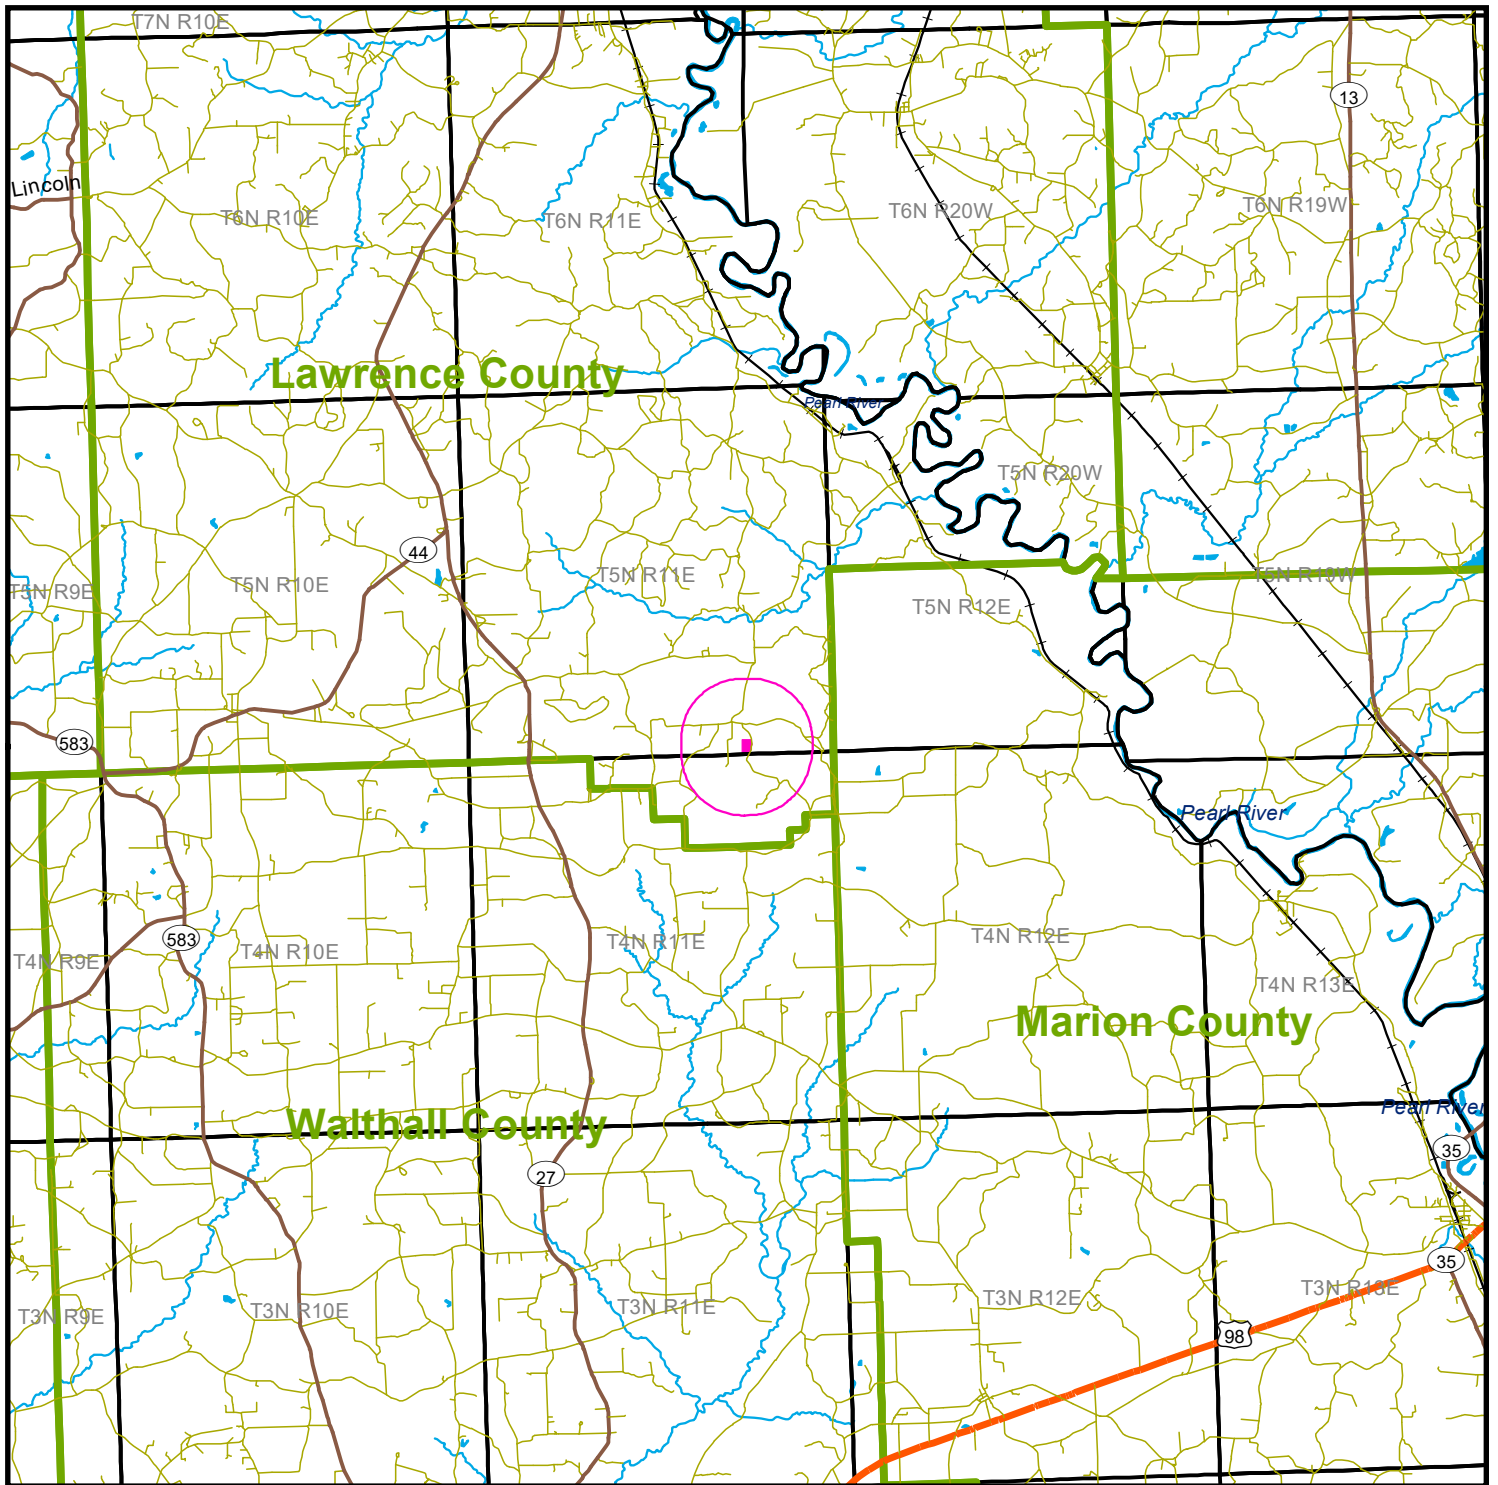 T7N R10E
13
Lincoln
T6N R10E
T6N R11E
T6N R20W
T6N R19W
Lawrence County
Pearl River
T5N R20W
44
T5N R9E
T5N R10E
T5N R11E
T5N R12E
T5N R19W
583
Pearl River
583
T4N R9E
T4N R10E
T4N R11E
T4N R12E
T4N R13E
Marion County
Walthall County
Pearl River
35
27
35
T3N R9E
T3N R10E
T3N R11E
T3N R12E
T3N R13E
98